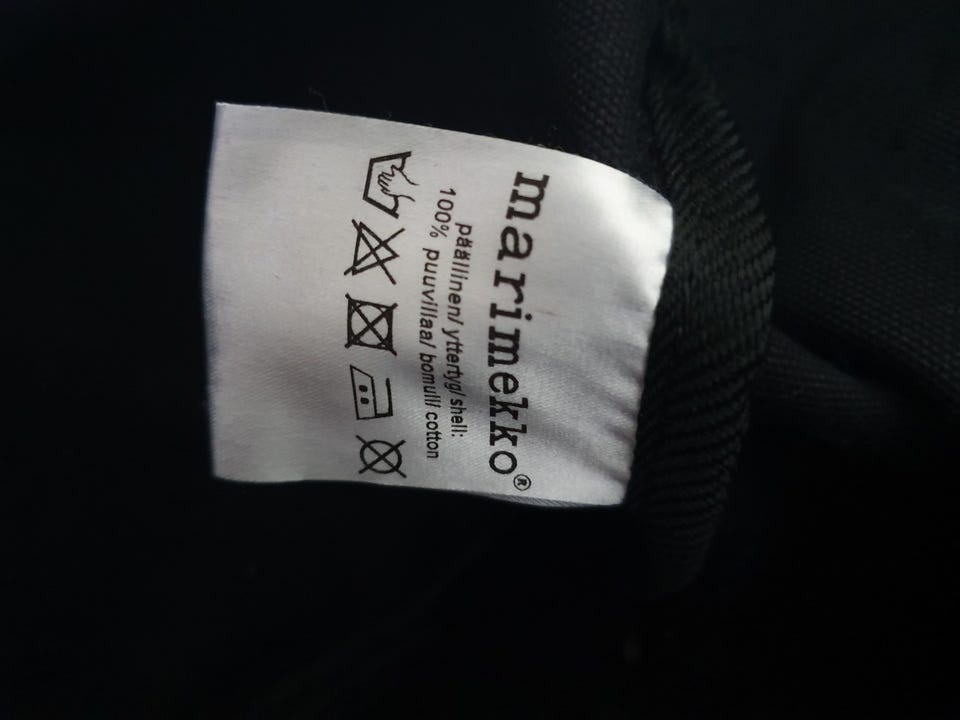 marimekko®
päällinen/ yttertyg/ shell:
100% puuvillaa/ bomull/ cotton